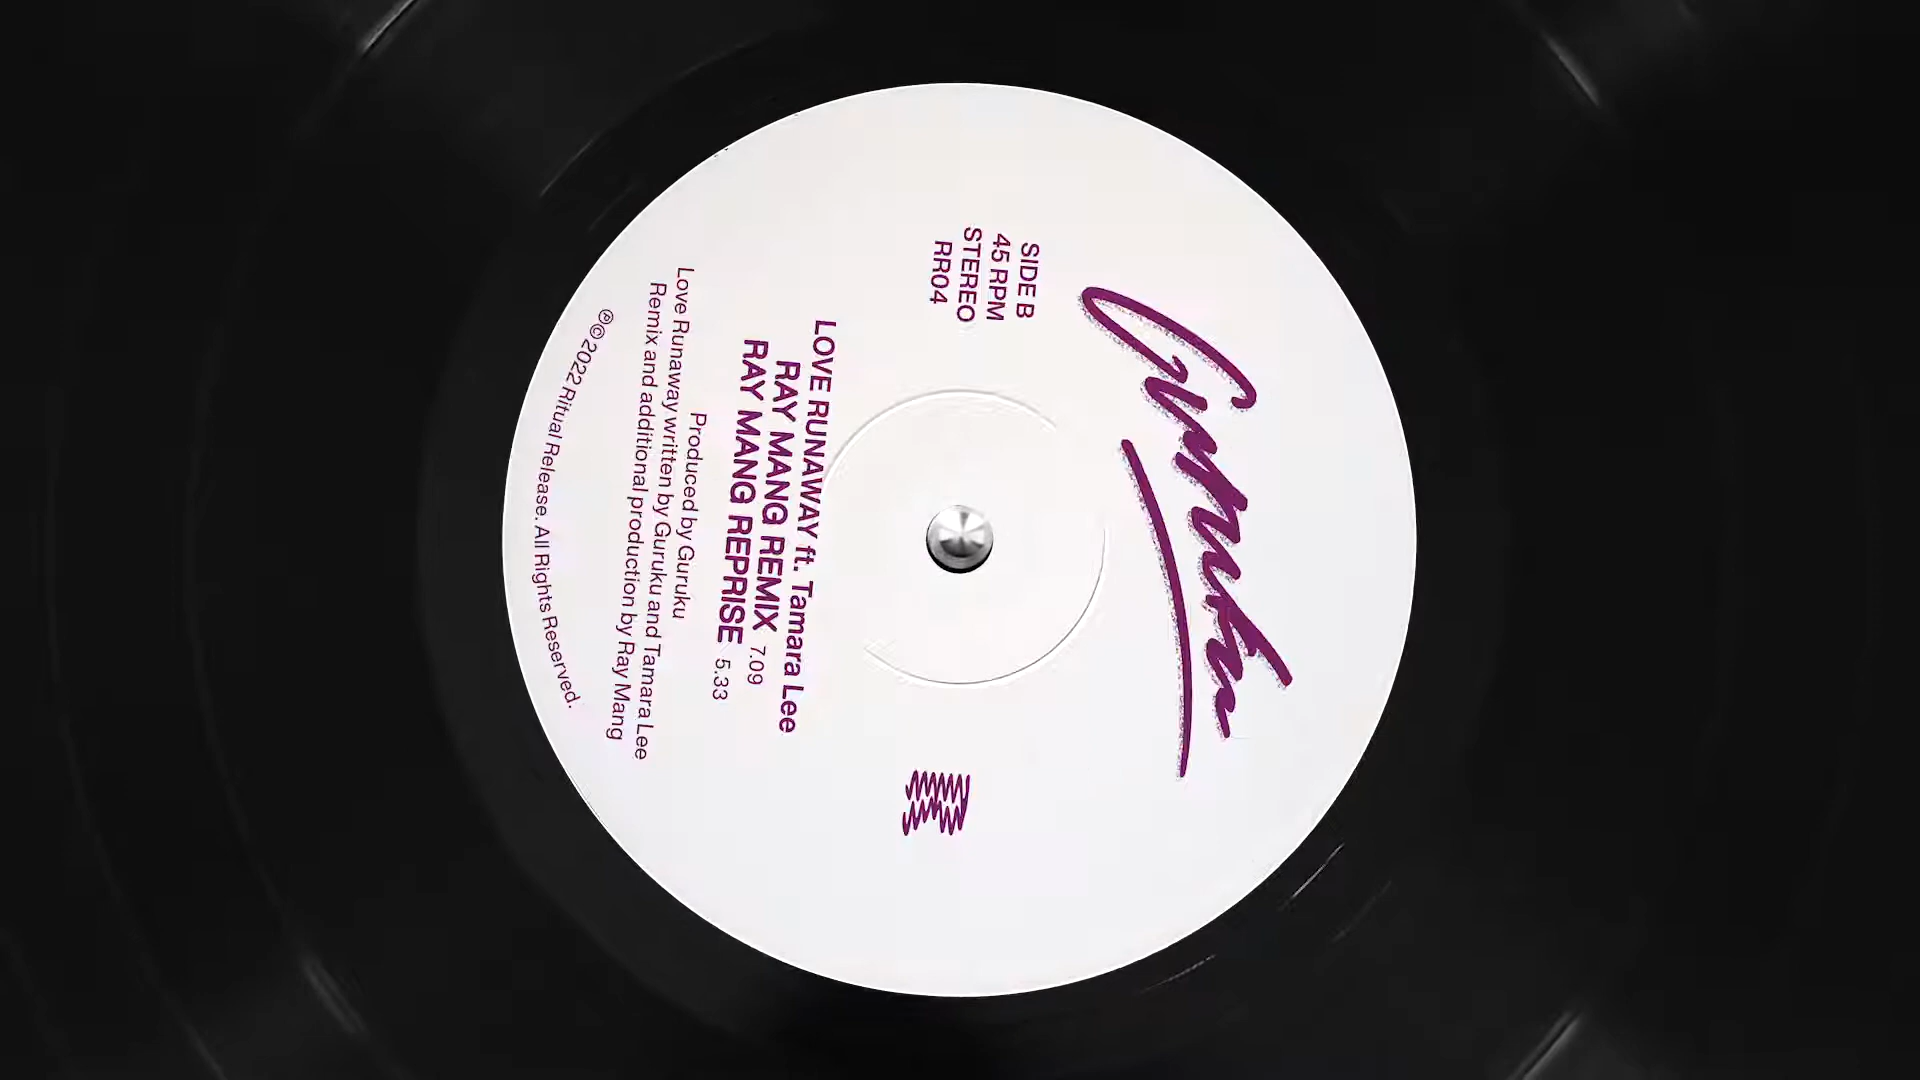 Guruku
SIDE B
45 RPM
STEREO
RR04
LOVE RUNAWAY ft. Tamara Lee
RAY MANG REMIX 7.09
RAY MANG REPRISE 5.33
Produced by Guruku
Love Runaway written by Guruku and Tamara Lee
Remix and additional production by Ray Mang
℗©2022 Ritual Release. All Rights Reserved.